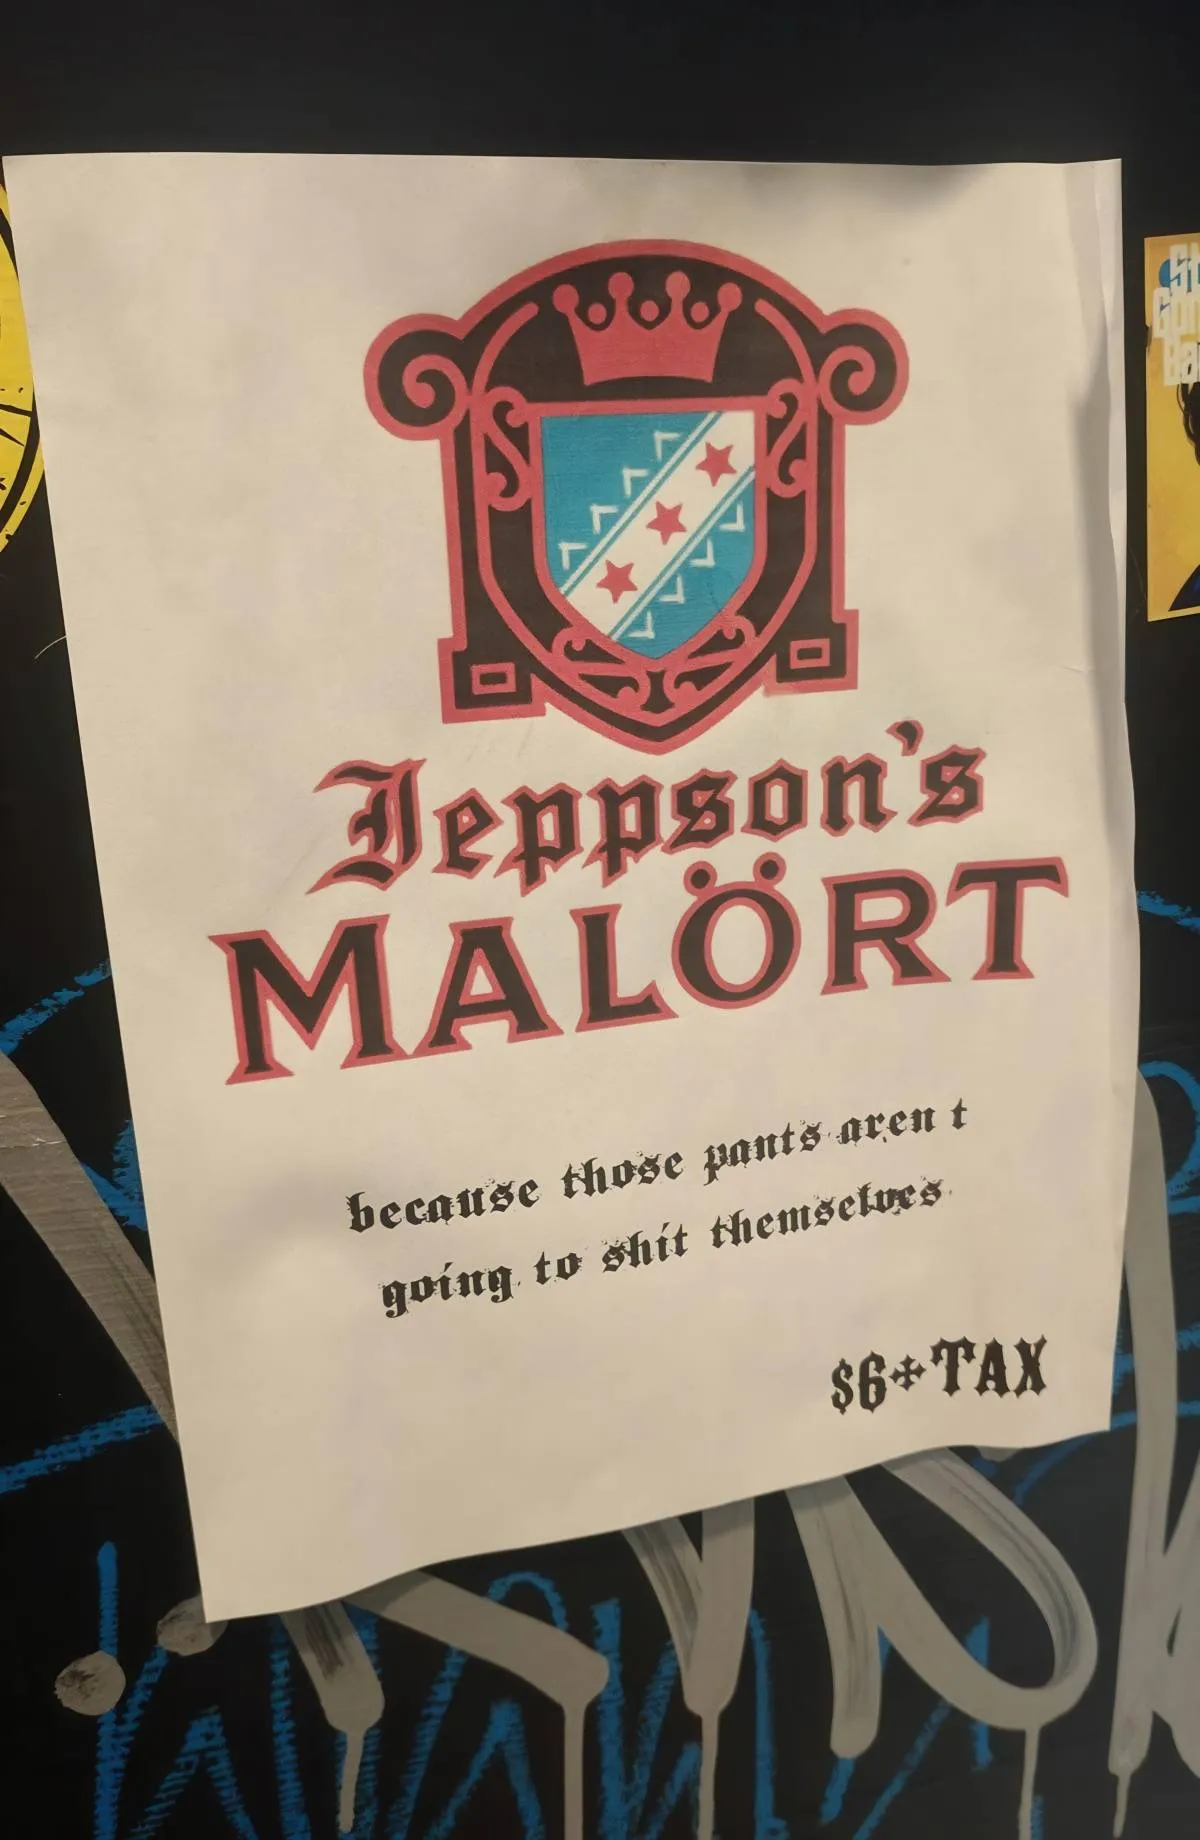 Jeppson's
MALÖRT
because those pants aren t
going to shit themselves
$6+TAX